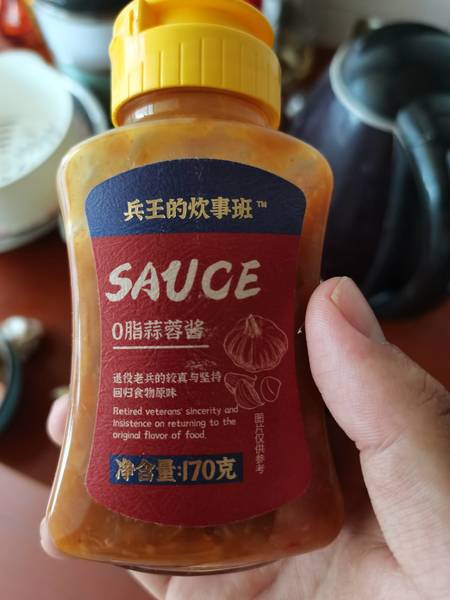 兵王的炊事班™
SAUCE
0脂蒜蓉酱
退役老兵的较真与坚持
回归食物原味
Retired veterans' sincerity and
insistence on returning to the
original flavor of food.
图片仅供参考
净含量:170克